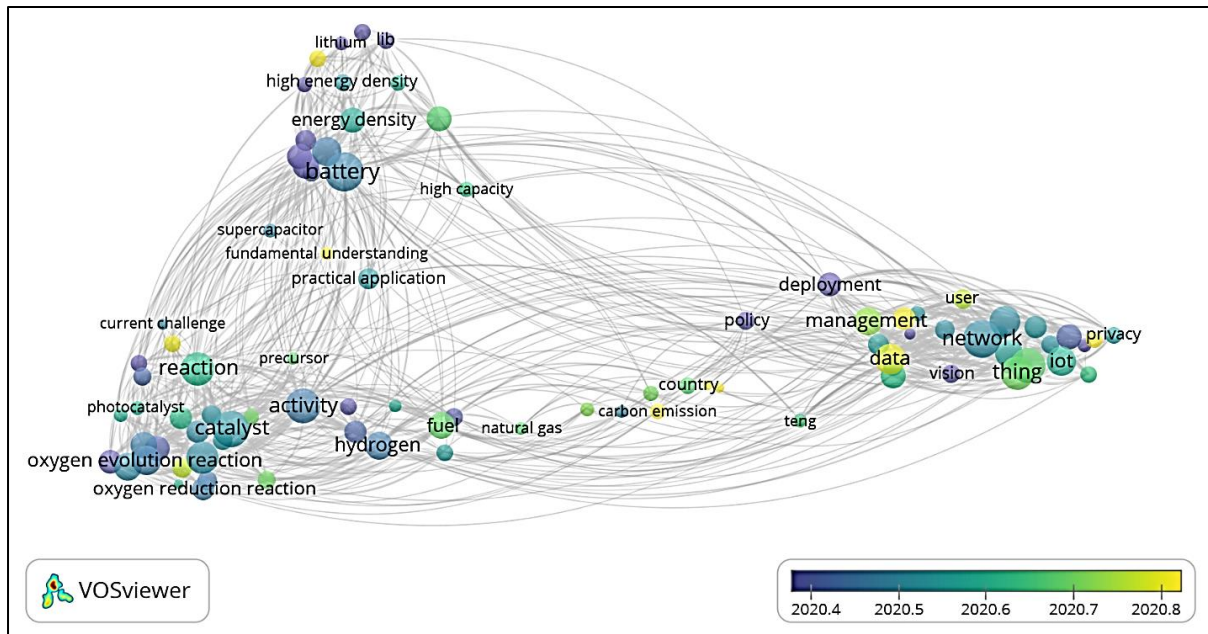 lithium
lib
high energy density
energy density
battery
high capacity
supercapacitor
fundamental understanding
practical application
deployment
user
current challenge
policy
management
network
privacy
precursor
reaction
data
vision
thing
iot
country
photocatalyst
activity
carbon emission
teng
catalyst
fuel
natural gas
hydrogen
oxygen evolution reaction
oxygen reduction reaction
VOSviewer
2020.4 2020.5 2020.6 2020.7 2020.8